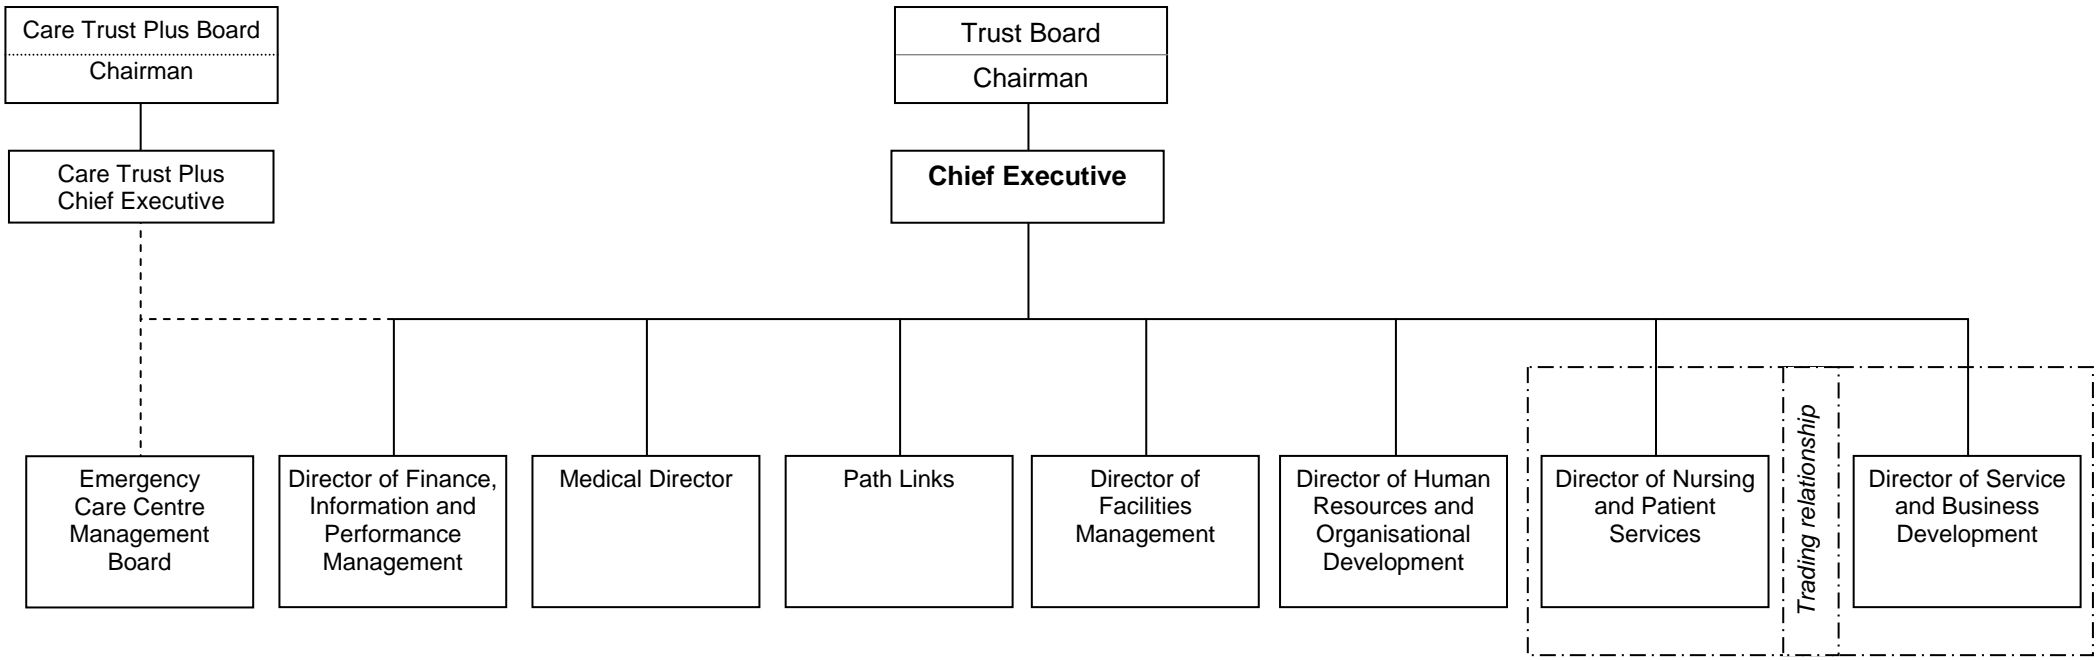 Care Trust Plus Board
Chairman
Trust Board
Chairman
Care Trust Plus
Chief Executive
Chief Executive
Emergency
Care Centre
Management
Board
Director of Finance,
Information and
Performance
Management
Medical Director
Path Links
Director of
Facilities
Management
Director of Human
Resources and
Organisational
Development
Director of Nursing
and Patient
Services
Trading relationship
Director of Service
and Business
Development